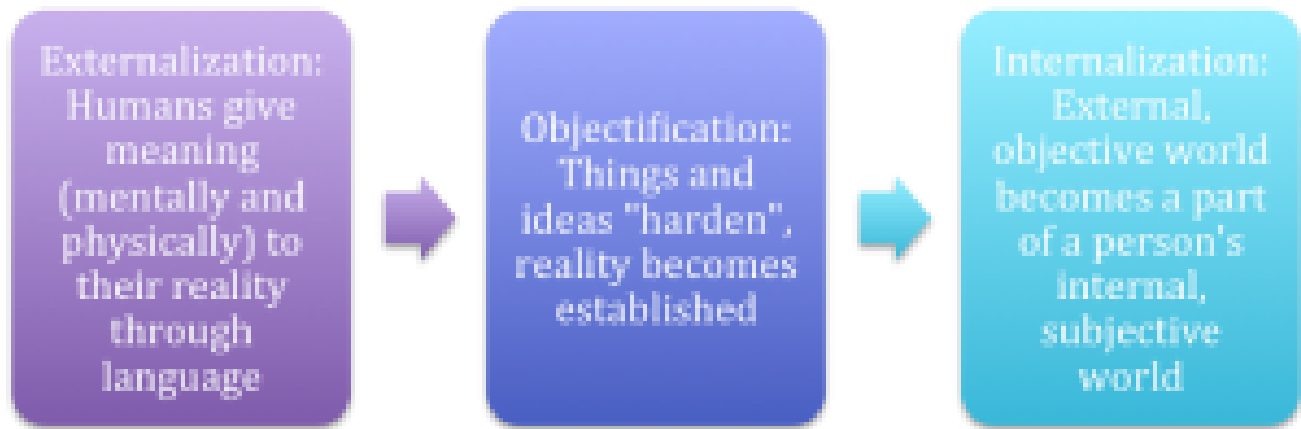 Externalization:
Humans give
meaning
(mentally and
physically) to
their reality
through
language
Objectification:
Things and
ideas "harden",
reality becomes
established
Internalization:
External,
objective world
becomes a part
of a person's
internal,
subjective
world